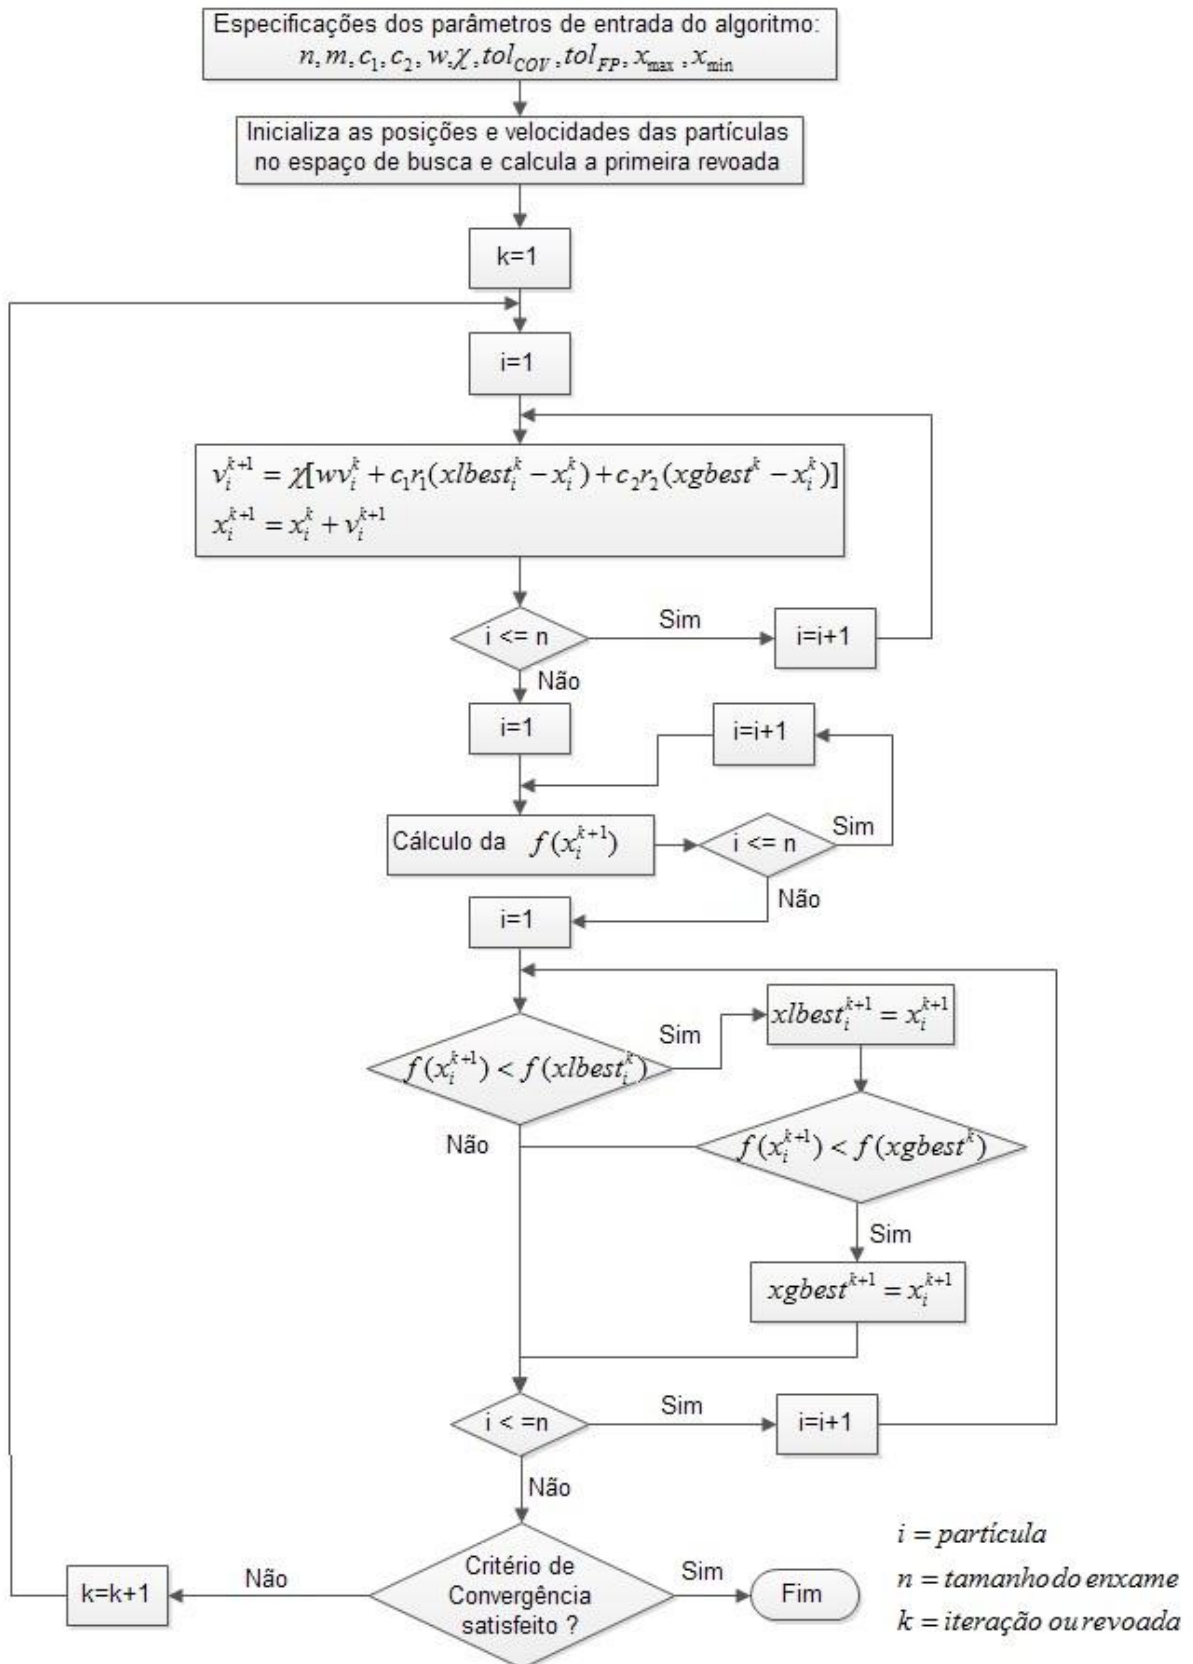 Especificações dos parâmetros de entrada do algoritmo:
n, m, c₁, c₂, w, χ, tol_COV, tol_FP, x_max, x_min
Inicializa as posições e velocidades das partículas
no espaço de busca e calcula a primeira revoada
k=1
i=1
v_i^{k+1} = χ[wv_i^k + c₁r₁(xlbest_i^k − x_i^k) + c₂r₂(xgbest^k − x_i^k)]
x_i^{k+1} = x_i^k + v_i^{k+1}
i <= n
Sim
i=i+1
Não
i=1
i=i+1
Cálculo da f(x_i^{k+1})
i <= n
Sim
Não
i=1
f(x_i^{k+1}) < f(xlbest_i^k)
Sim
xlbest_i^{k+1} = x_i^{k+1}
Não
f(x_i^{k+1}) < f(xgbest^k)
Sim
xgbest^{k+1} = x_i^{k+1}
i < =n
Sim
i=i+1
Não
Critério de
Convergência
satisfeito ?
Não
k=k+1
Sim
Fim
i = partícula
n = tamanho do enxame
k = iteração ou revoada